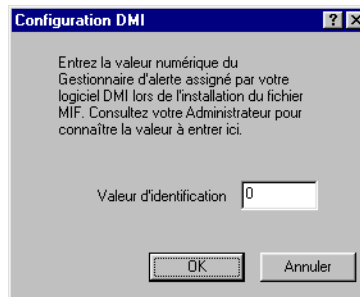 Configuration DMI
Entrez la valeur numérique du
Gestionnaire d'alerte assigné par votre
logiciel DMI lors de l'installation du fichier
MIF. Consultez votre Administrateur pour
connaître la valeur à entrer ici.
Valeur d'identification 0
OK Annuler